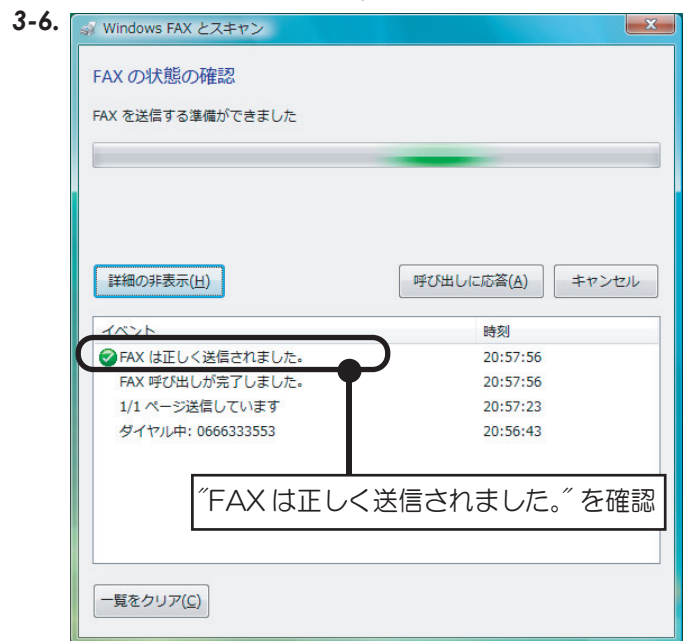 3-6.
Windows FAX とスキャン
FAX の状態の確認
FAX を送信する準備ができました
詳細の非表示(H)
呼び出しに応答(A)
キャンセル
イベント 時刻
FAX は正しく送信されました。 20:57:56
FAX 呼び出しが完了しました。 20:57:56
1/1 ページ送信しています 20:57:23
ダイヤル中: 0666333553 20:56:43
″FAX は正しく送信されました。″ を確認
一覧をクリア(C)